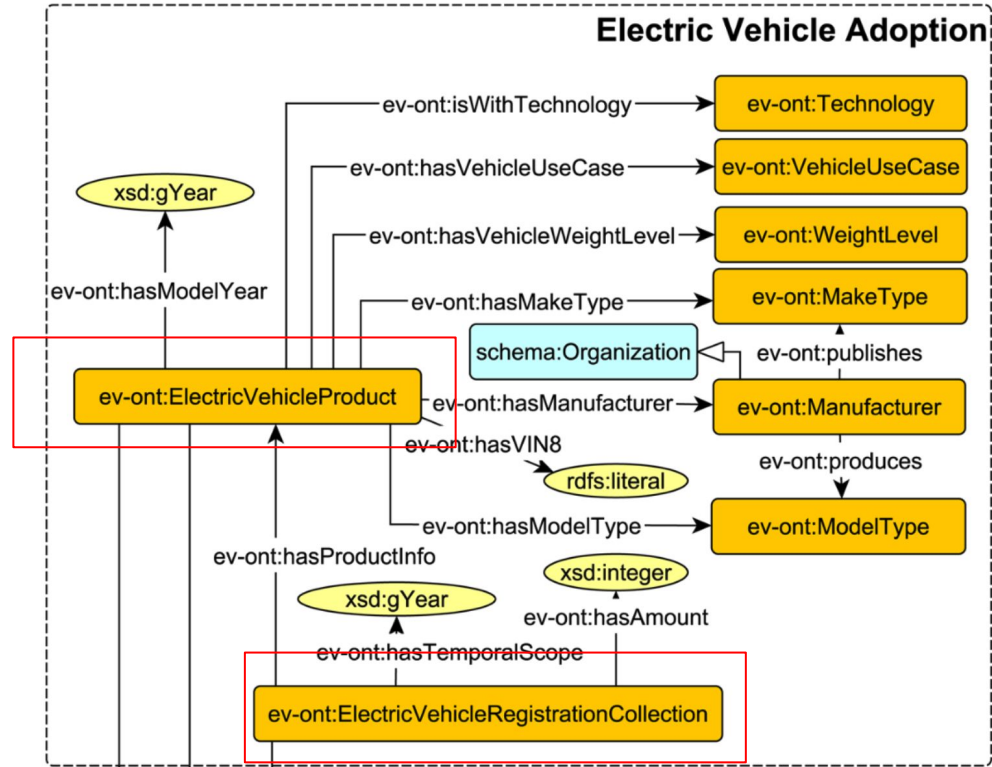 Electric Vehicle Adoption
ev-ont:isWithTechnology
ev-ont:Technology
ev-ont:hasVehicleUseCase
ev-ont:VehicleUseCase
xsd:gYear
ev-ont:hasVehicleWeightLevel
ev-ont:WeightLevel
ev-ont:hasModelYear
ev-ont:hasMakeType
ev-ont:MakeType
schema:Organization
ev-ont:publishes
ev-ont:ElectricVehicleProduct
ev-ont:hasManufacturer
ev-ont:Manufacturer
ev-ont:hasVIN8
ev-ont:produces
rdfs:literal
ev-ont:hasModelType
ev-ont:ModelType
ev-ont:hasProductInfo
xsd:integer
xsd:gYear
ev-ont:hasAmount
ev-ont:hasTemporalScope
ev-ont:ElectricVehicleRegistrationCollection